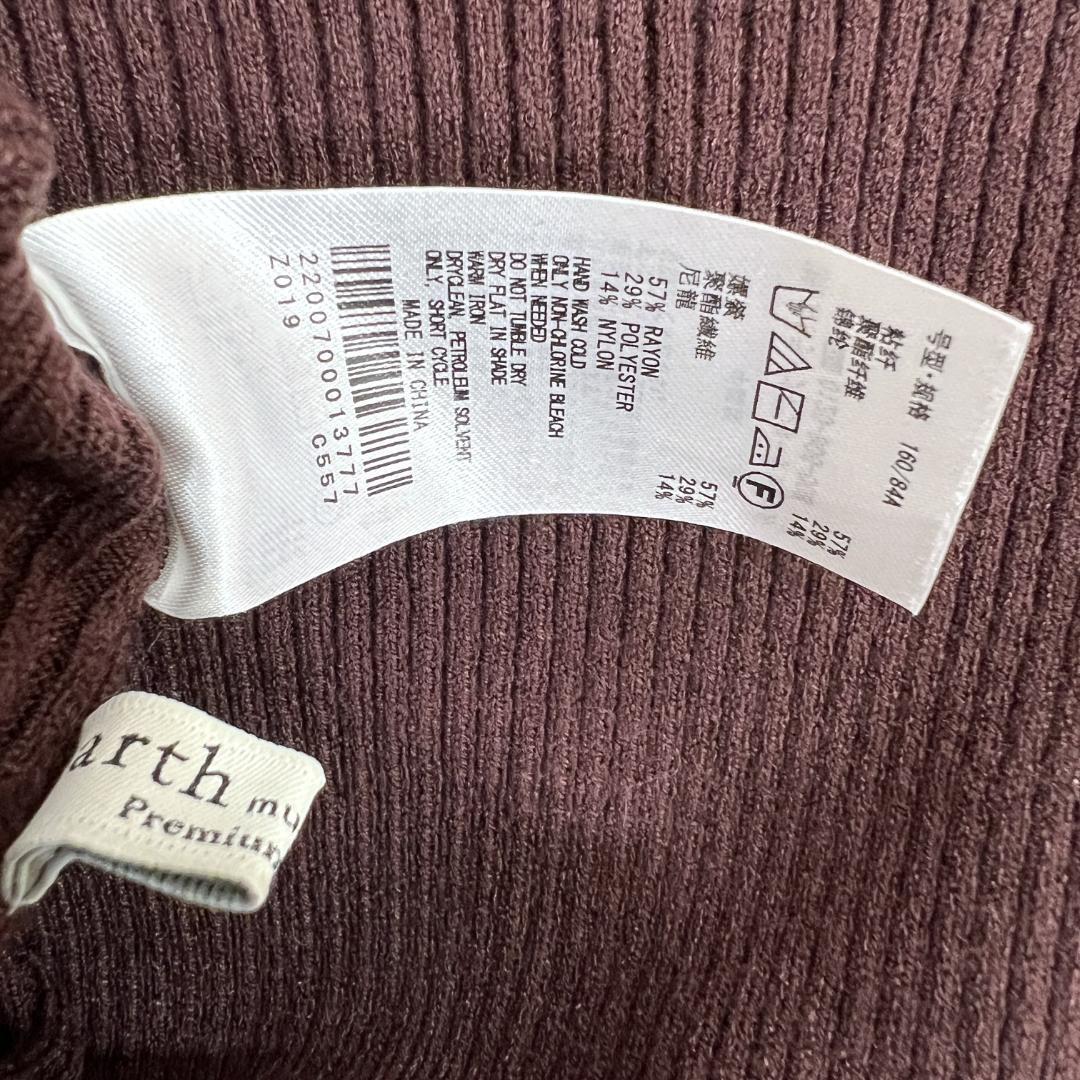 号型·规格 160/84A
粘纤 57%
聚酯纤维 29%
锦纶 14%
F
嫘縈 57%
聚酯纖維 29%
尼龍 14%
57% RAYON
29% POLYESTER
14% NYLON
HAND WASH COLD
ONLY NON-CHLORINE BLEACH
WHEN NEEDED
DO NOT TUMBLE DRY
DRY FLAT IN SHADE
WARM IRON
DRYCLEAN, PETROLEUM SOLVENT
ONLY, SHORT CYCLE
MADE IN CHINA
2200700013777
Z019 C557
arth mu
Premium